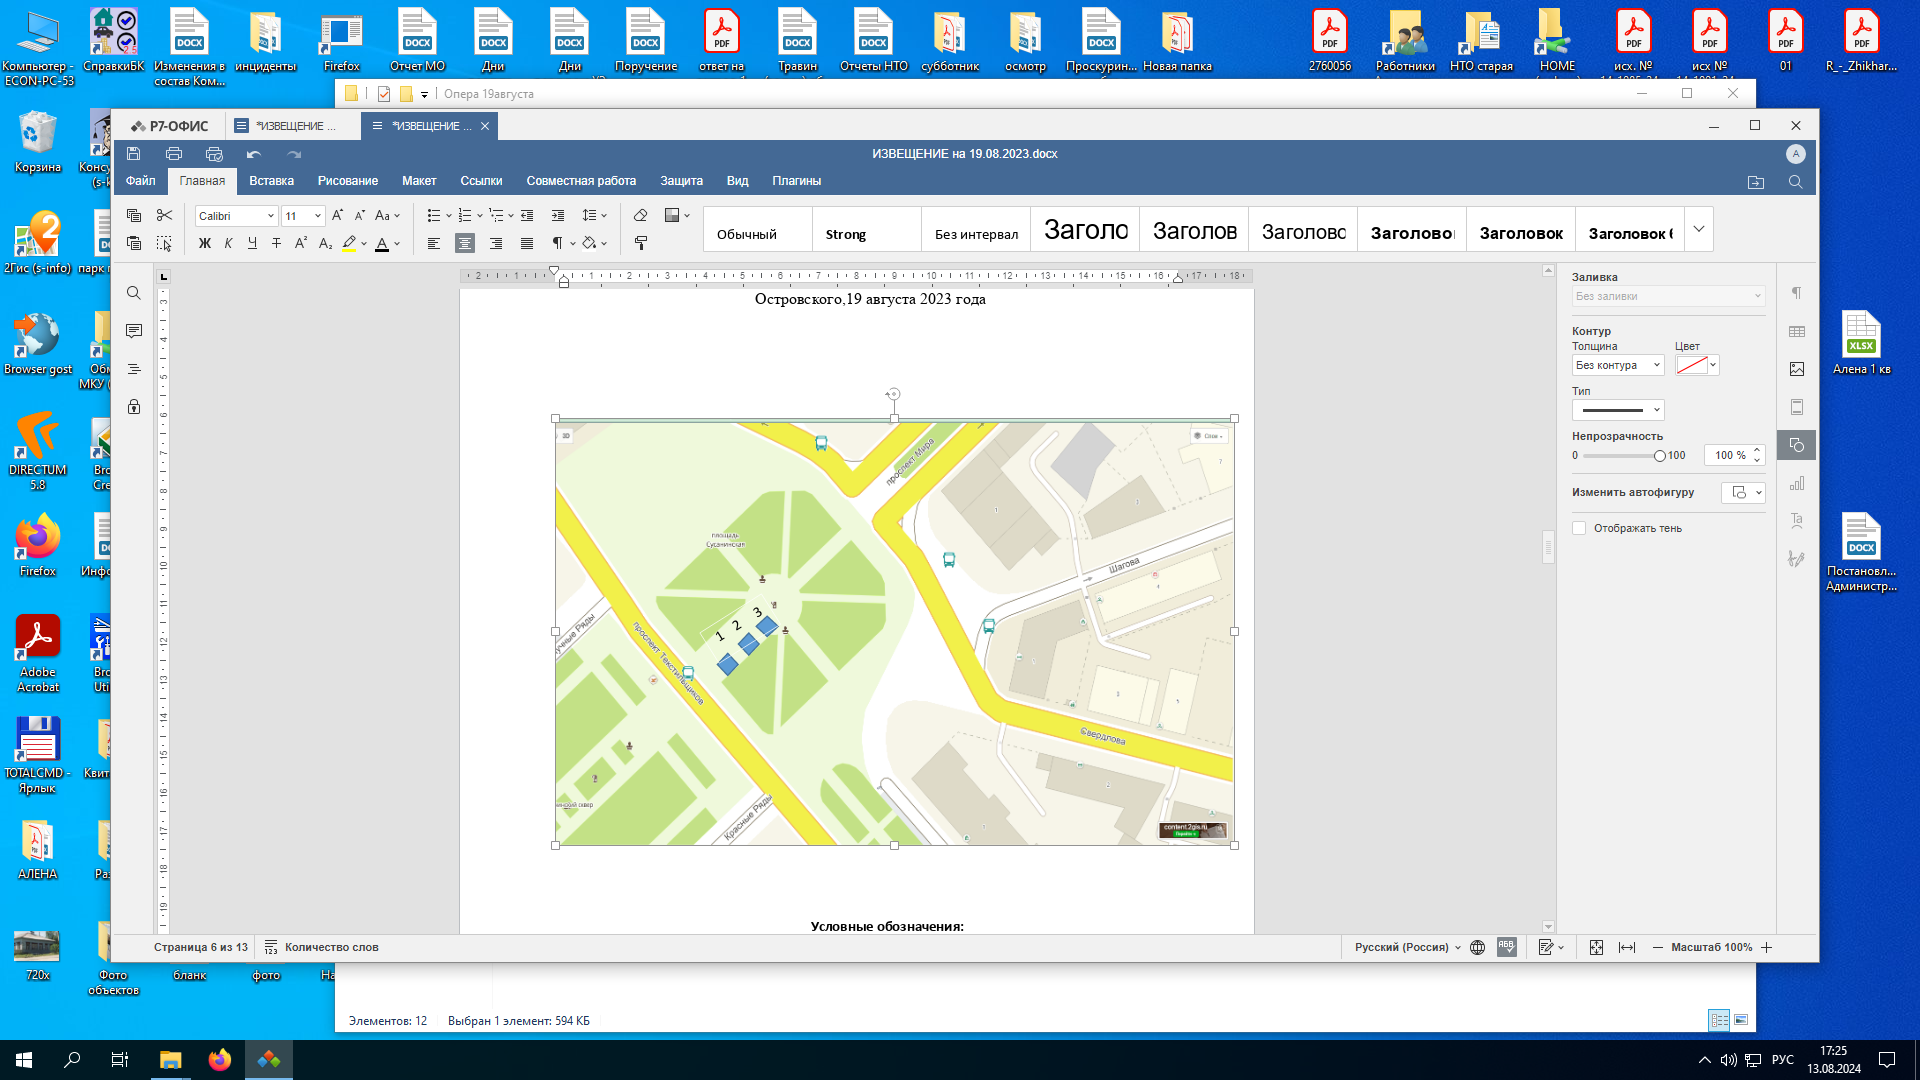 Компьютер - ECON-PC-53
СправкиБК
Изменения в состав Ком...
инциденты
Firefox
Отчет МО
Дни
Дни
Поручение
ответ на
Травин
Отчеты НТО
субботник
осмотр
Проскурин...
Новая папка
2760056
Работники
НТО старая
HOME
исх. №
исх №
01
R_-_Zhikhar...
Опера 19августа
Р7-ОФИС
*ИЗВЕЩЕНИЕ ...
*ИЗВЕЩЕНИЕ ...
ИЗВЕЩЕНИЕ на 19.08.2023.docx
A
Файл
Главная
Вставка
Рисование
Макет
Ссылки
Совместная работа
Защита
Вид
Плагины
Calibri
11
Обычный
Strong
Без интервал
Заголо
Заголов
Заголовс
Заголово
Заголовок
Заголовок 6
Островского,19 августа 2023 года
3D
Слои
проспект Мира
площадь Сусанинская
Шагова
1 2 3
проспект Текстильщиков
Свердлова
Красные Ряды
content.2gis.ru
Условные обозначения:
Заливка
Без заливки
Контур
Толщина
Цвет
Без контура
Тип
Непрозрачность
0
100
100 %
Изменить автофигуру
Отображать тень
Страница 6 из 13
Количество слов
Русский (Россия)
Масштаб 100%
Корзина
2Гис (s-info)
Browser gost
DIRECTUM 5.8
Firefox
Adobe Acrobat
TOTALCMD - Ярлык
АЛЕНА
720x
Фото объектов
бланк
фото
Алена 1 кв
Постановл... Администр...
Элементов: 12
Выбран 1 элемент: 594 КБ
РУС
17:25
13.08.2024